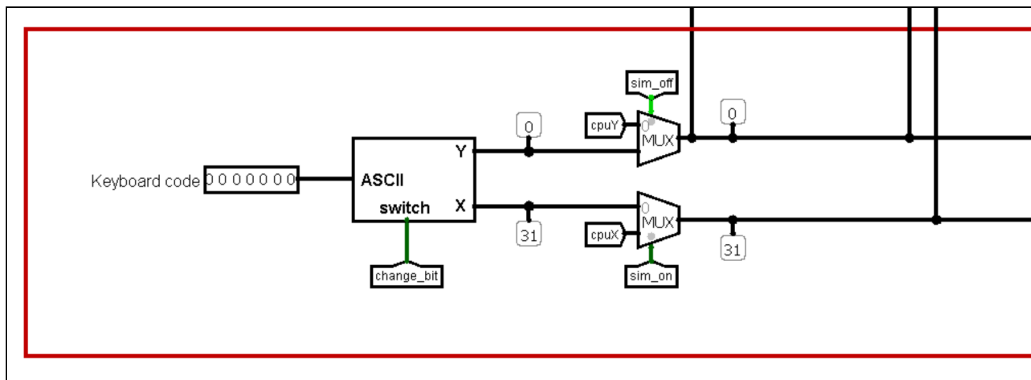 sim_off
0
0
cpuY
0
MUX
Y
Keyboard code
0 0 0 0 0 0 0
ASCII
switch
X
0
MUX
31
cpuX
31
change_bit
sim_on